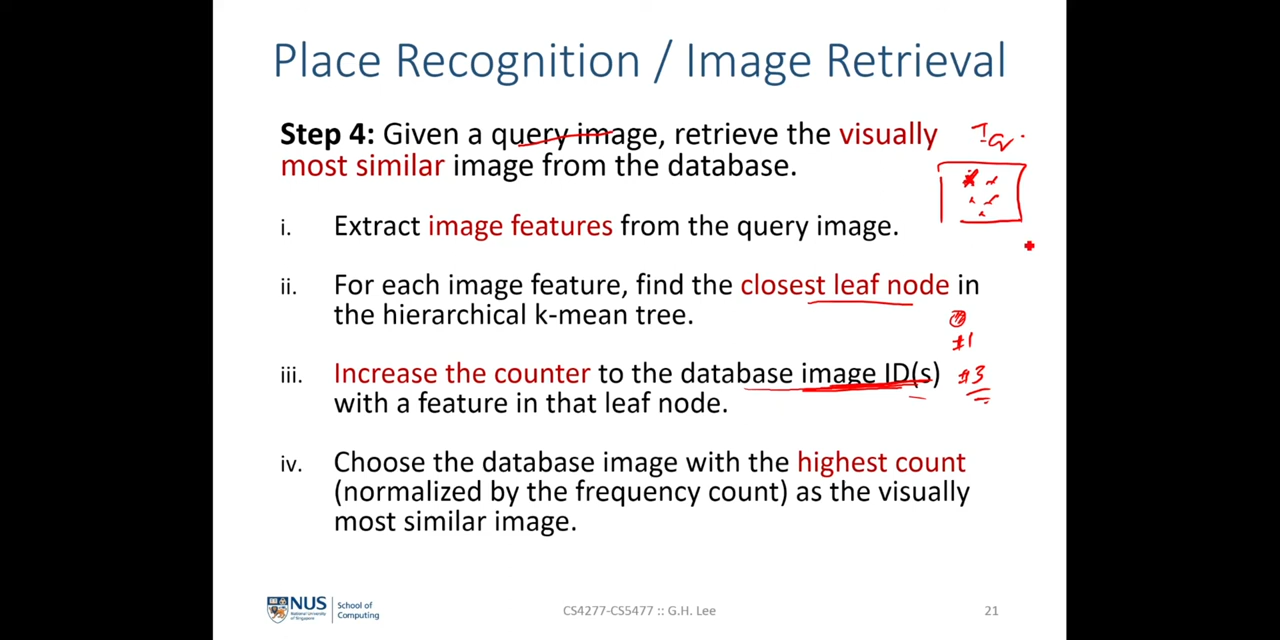 Place Recognition / Image Retrieval
Step 4: Given a query image, retrieve the visually
most similar image from the database.
i. Extract image features from the query image.
ii. For each image feature, find the closest leaf node in
the hierarchical k-mean tree.
#1
iii. Increase the counter to the database image ID(s)
#3
with a feature in that leaf node.
iv. Choose the database image with the highest count
(normalized by the frequency count) as the visually
most similar image.
NUS
National University
of Singapore
School of
Computing
CS4277-CS5477 :: G.H. Lee
21